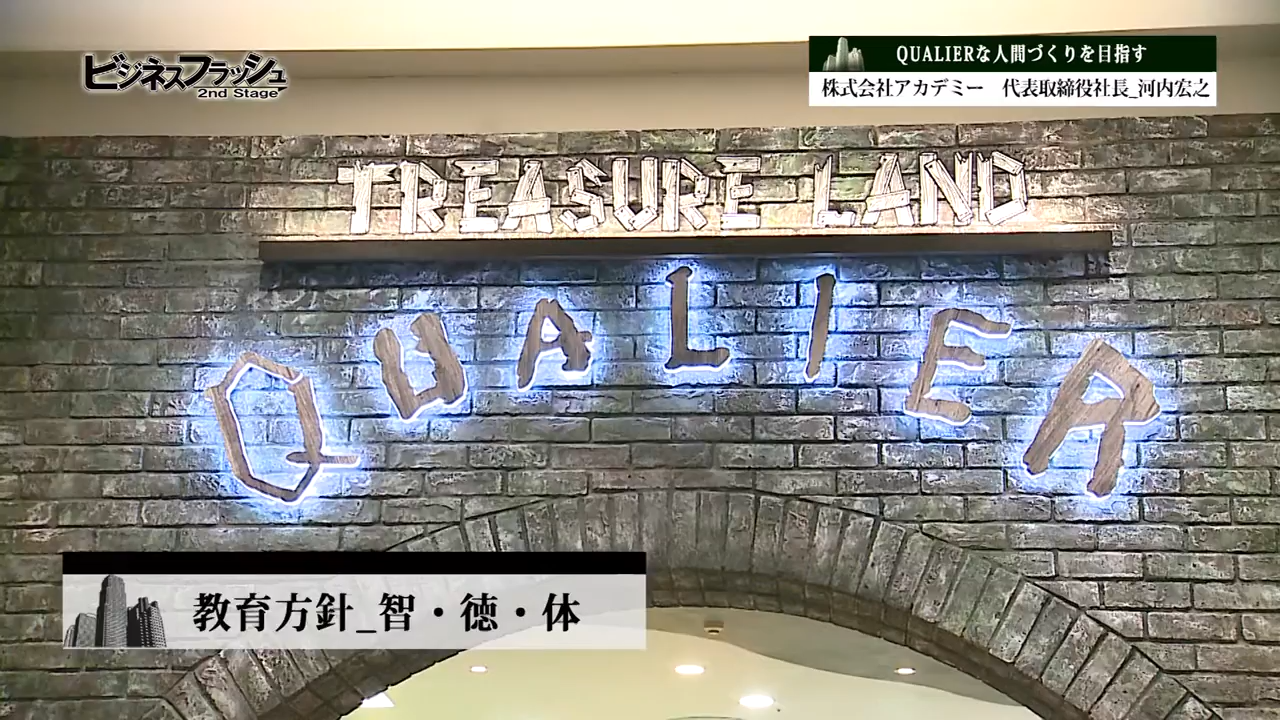 ビジネスフラッシュ
2nd Stage
QUALIERな人間づくりを目指す
株式会社アカデミー 代表取締役社長_河内宏之
TREASURE LAND
QUALIER
教育方針_智・徳・体